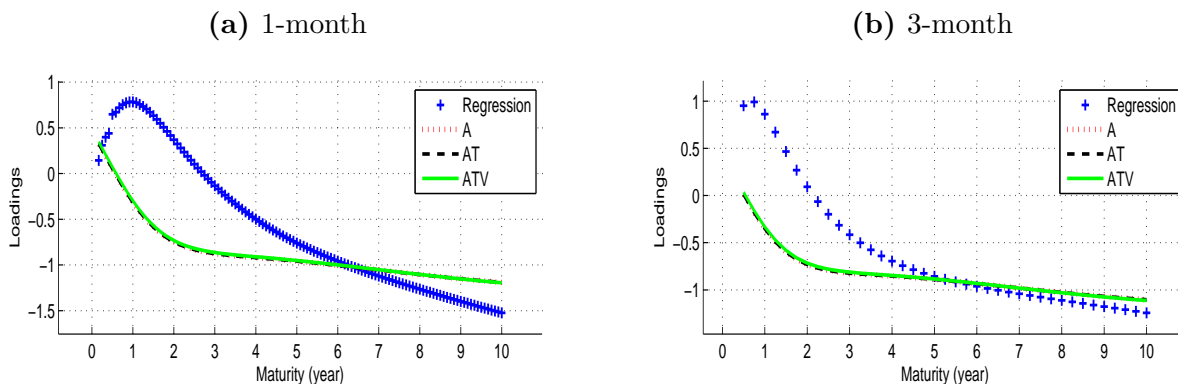 (a) 1-month
1
0.5
0
−0.5
−1
−1.5
Loadings
0 1 2 3 4 5 6 7 8 9 10
Maturity (year)
Regression
A
AT
ATV
(b) 3-month
1
0.5
0
−0.5
−1
Loadings
0 1 2 3 4 5 6 7 8 9 10
Maturity (year)
Regression
A
AT
ATV